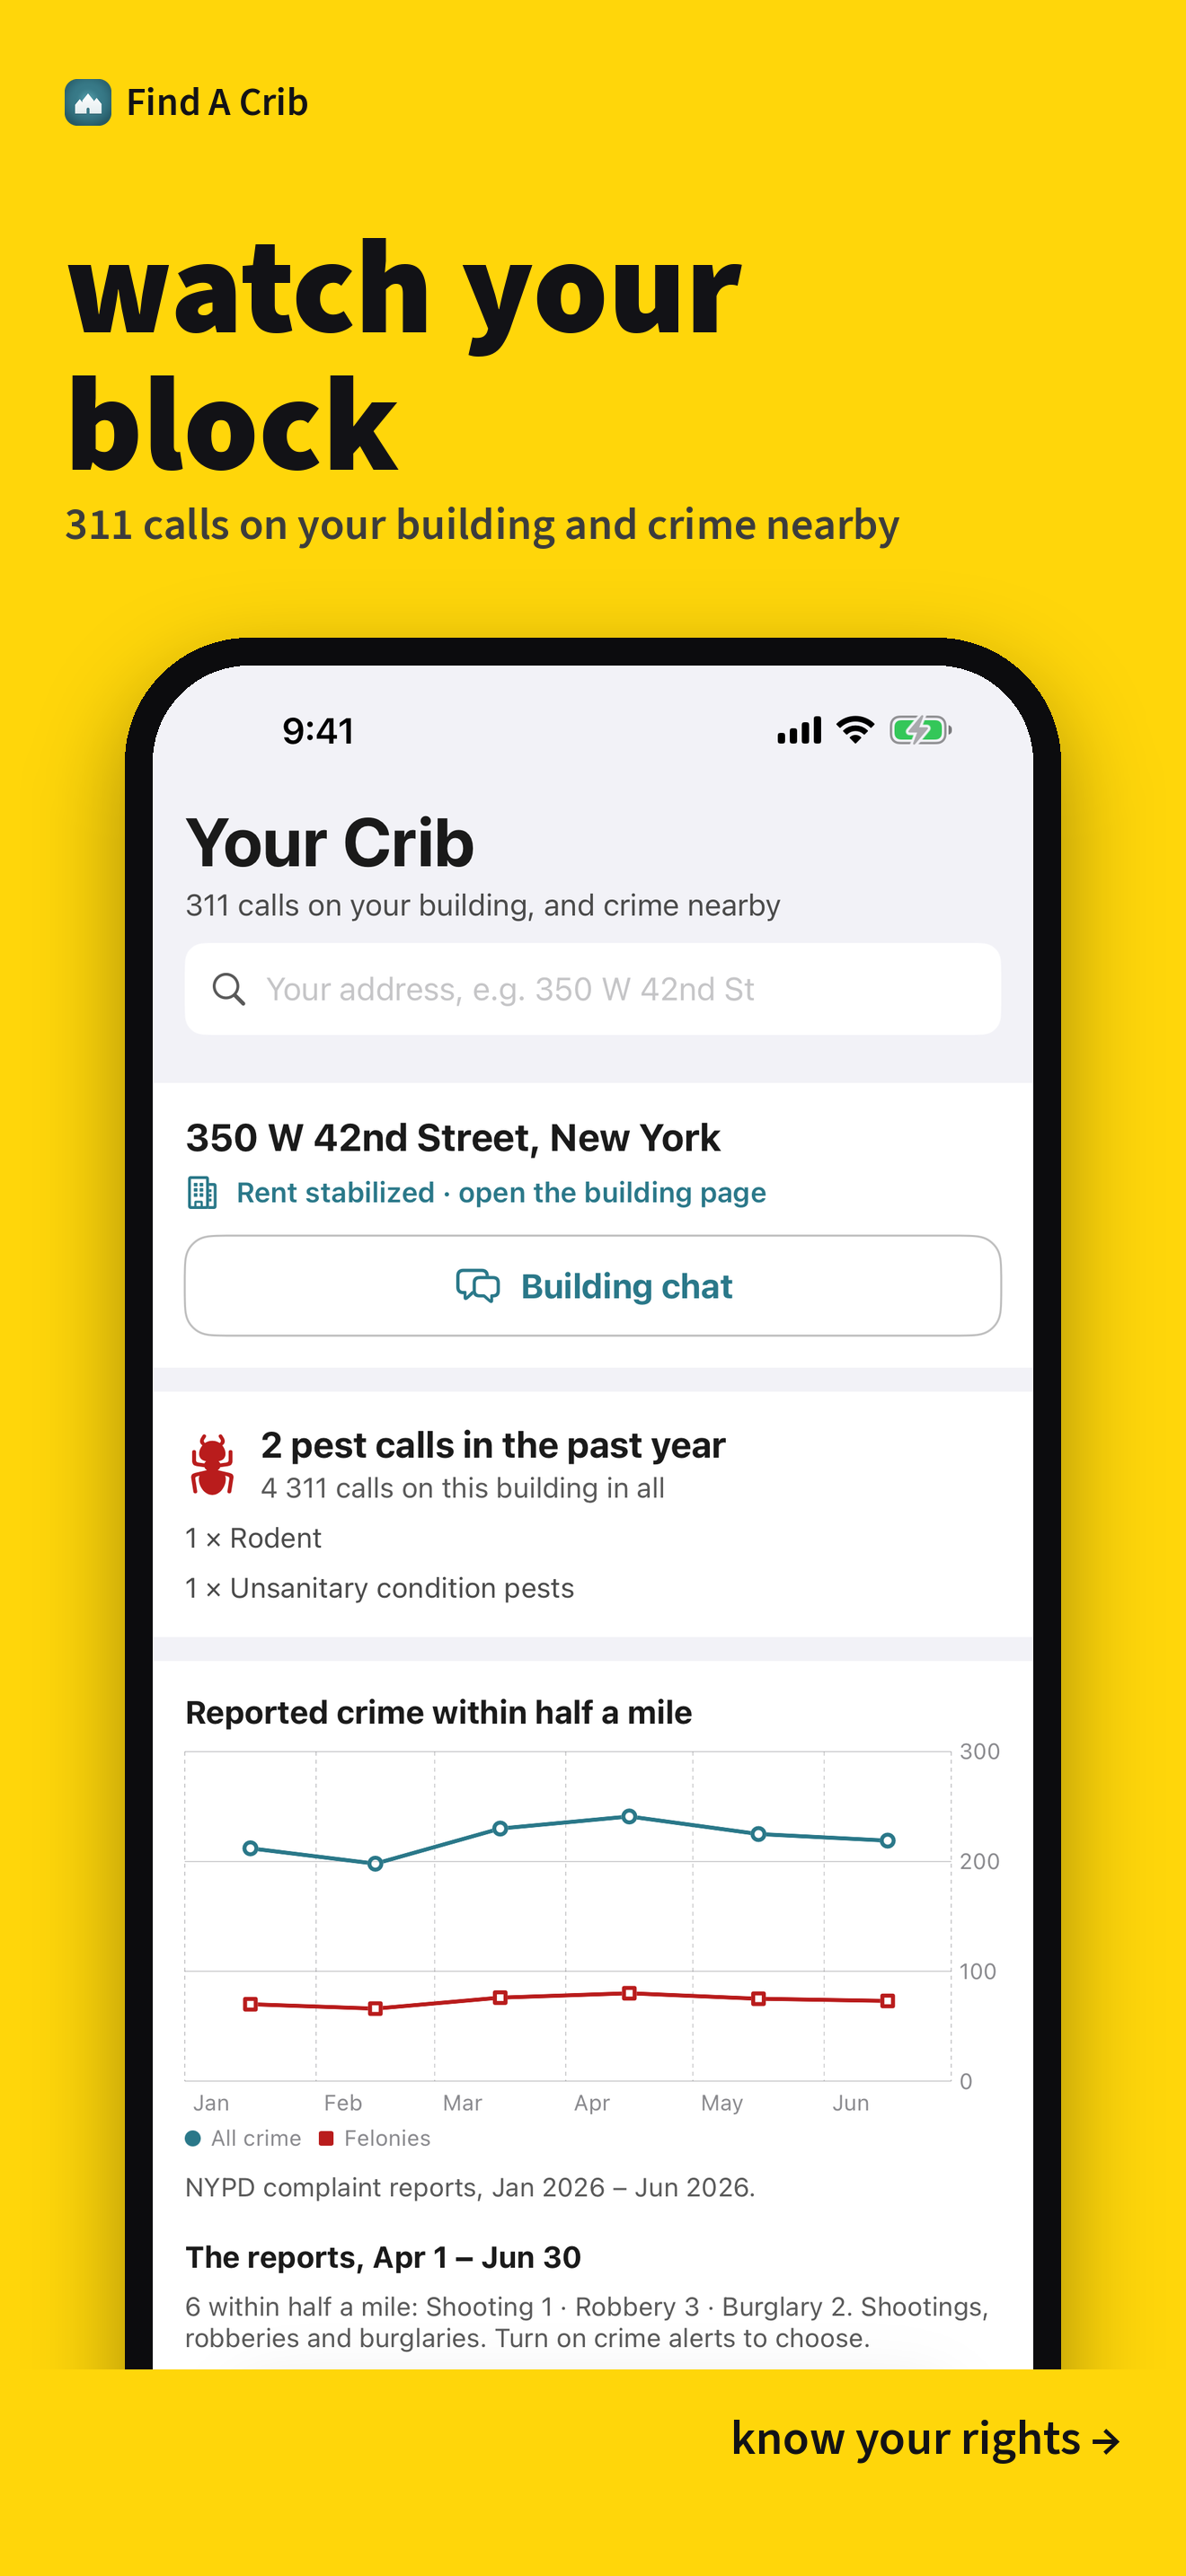 Find A Crib
watch your
block
311 calls on your building and crime nearby
9:41
Your Crib
311 calls on your building, and crime nearby
Your address, e.g. 350 W 42nd St
350 W 42nd Street, New York
Rent stabilized · open the building page
Building chat
2 pest calls in the past year
4 311 calls on this building in all
1 × Rodent
1 × Unsanitary condition pests
Reported crime within half a mile
300
200
100
0
Jan Feb Mar Apr May Jun
All crime Felonies
NYPD complaint reports, Jan 2026 – Jun 2026.
The reports, Apr 1 – Jun 30
6 within half a mile: Shooting 1 · Robbery 3 · Burglary 2. Shootings,
robberies and burglaries. Turn on crime alerts to choose.
know your rights →